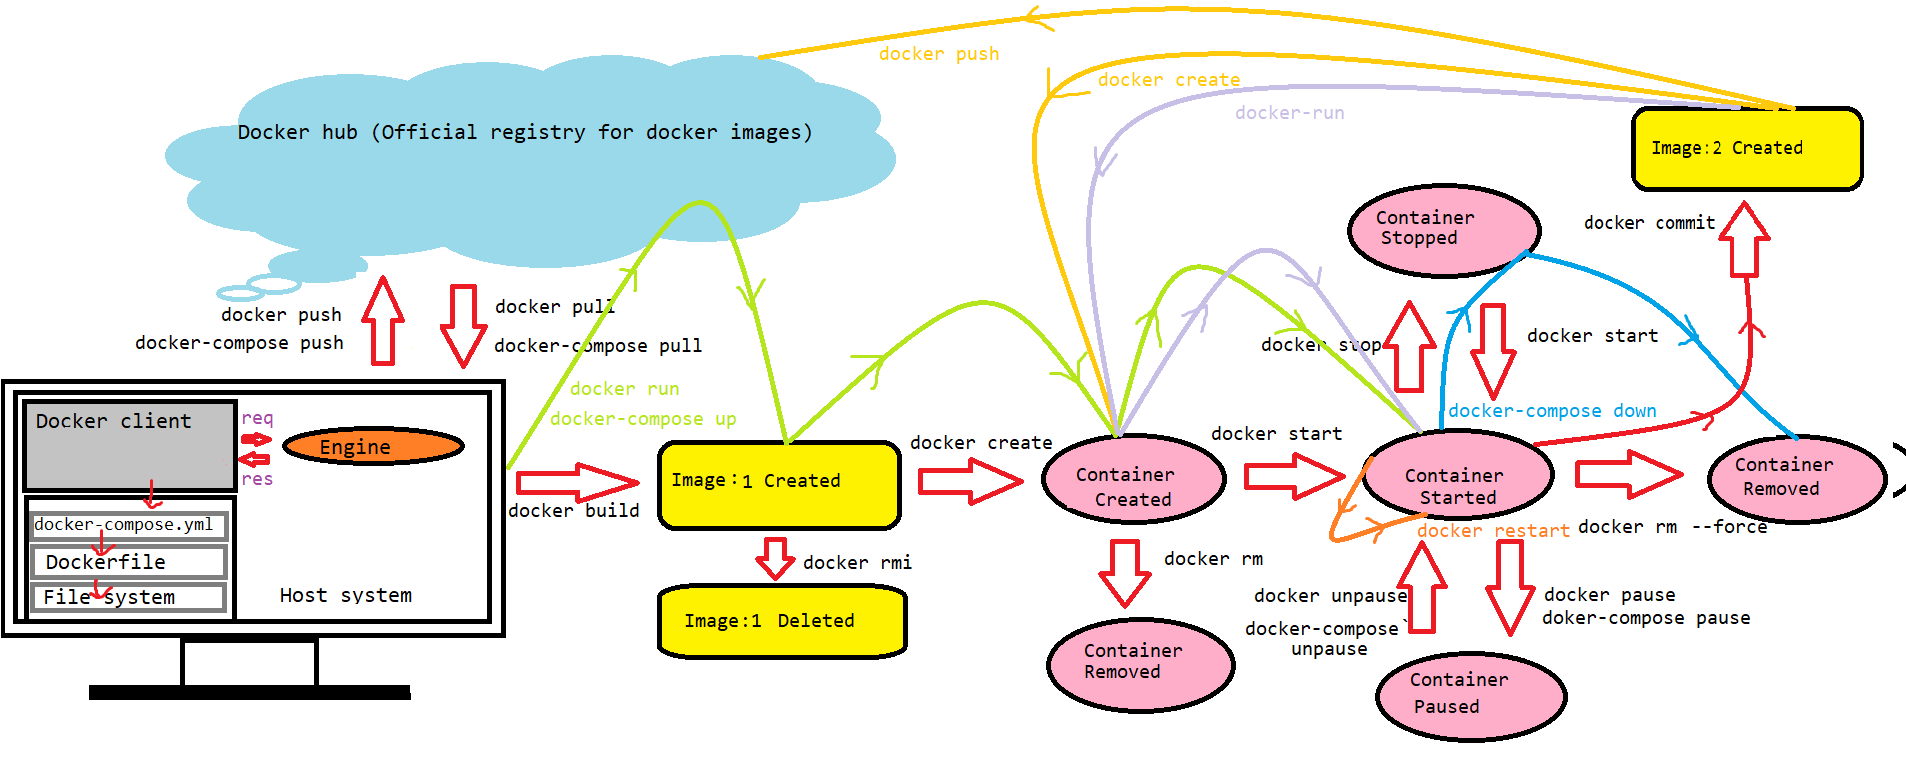 docker push
docker create
docker-run
Docker hub (Official registry for docker images)
Image:2 Created
Container
Stopped
docker commit
docker push
docker-compose push
docker pull
docker-compose pull
docker stop
docker start
docker run
docker-compose up
docker-compose down
Docker client
req
Engine
res
docker create
docker start
Image:1 Created
docker build
Container
Created
Container
Started
Container
Removed
docker-compose.yml
Dockerfile
File system
Host system
docker rmi
docker rm
docker restart
docker rm --force
Image:1 Deleted
docker unpause
docker-compose`
unpause
docker pause
doker-compose pause
Container
Removed
Container
Paused